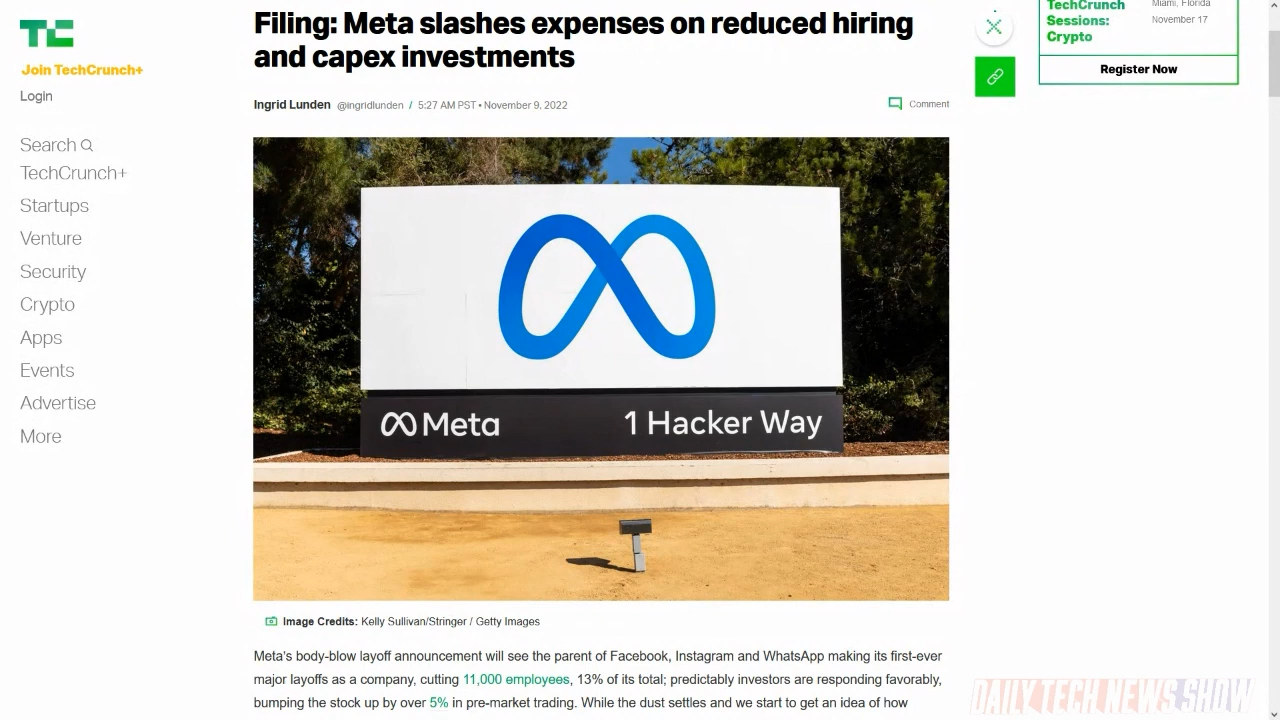 TC
Join TechCrunch+
Login
Search
TechCrunch+
Startups
Venture
Security
Crypto
Apps
Events
Advertise
More
Filing: Meta slashes expenses on reduced hiring
and capex investments
Ingrid Lunden @ingridlunden / 5:27 AM PST • November 9, 2022
Comment
Meta 1 Hacker Way
Image Credits: Kelly Sullivan/Stringer / Getty Images
Meta's body-blow layoff announcement will see the parent of Facebook, Instagram and WhatsApp making its first-ever
major layoffs as a company, cutting 11,000 employees, 13% of its total; predictably investors are responding favorably,
bumping the stock up by over 5% in pre-market trading. While the dust settles and we start to get an idea of how
TechCrunch
Sessions:
Crypto
Miami, Florida
November 17
Register Now
DAILY TECH NEWS SHOW